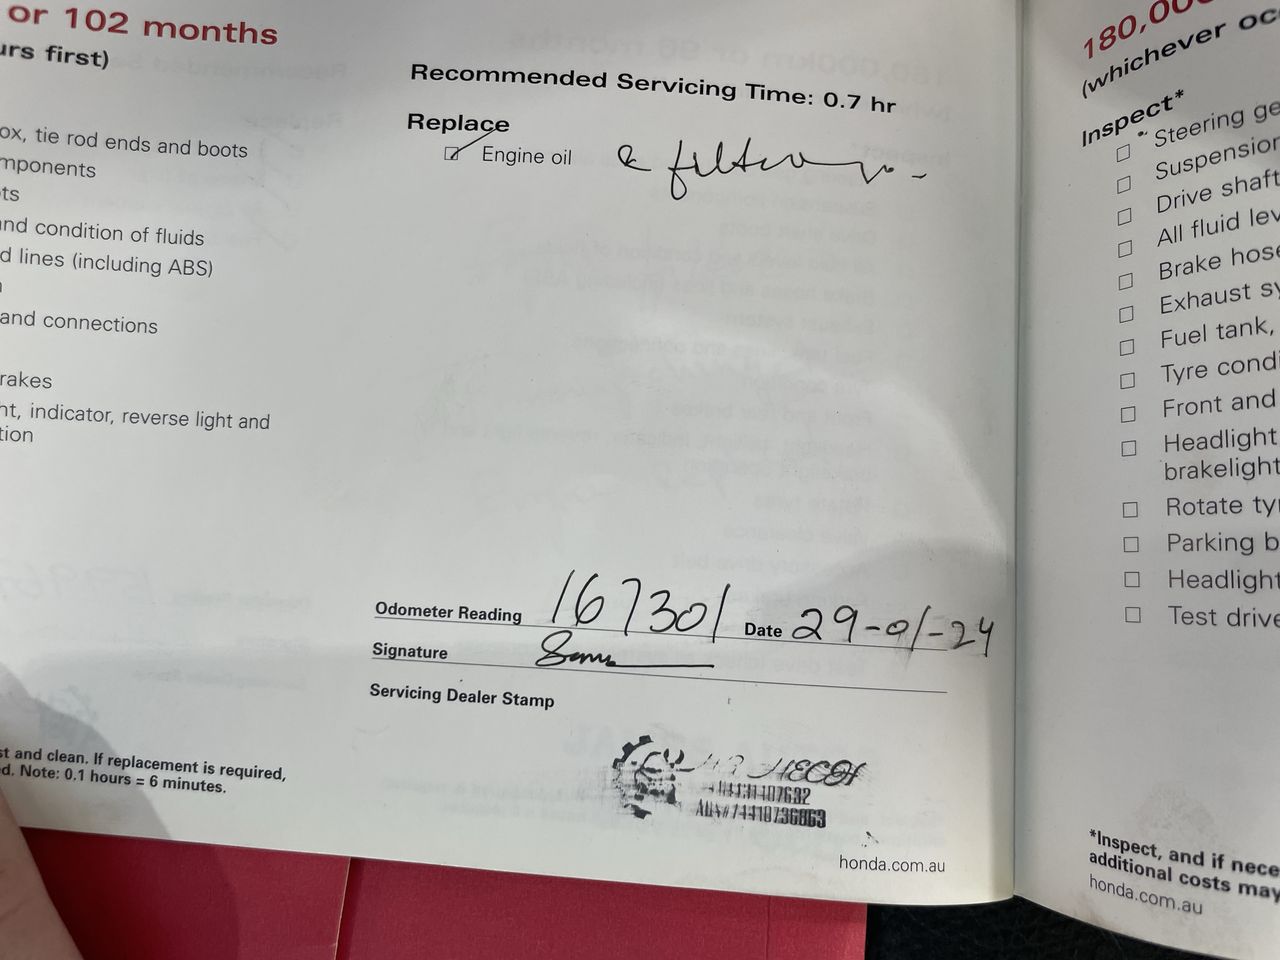 or 102 months
urs first)
ox, tie rod ends and boots
mponents
ts
nd condition of fluids
d lines (including ABS)
and connections
rakes
ht, indicator, reverse light and
tion
st and clean. If replacement is required,
d. Note: 0.1 hours = 6 minutes.
Recommended Servicing Time: 0.7 hr
Replace
Engine oil & filter
Odometer Reading 167301 Date 29-01-24
Signature
Servicing Dealer Stamp
honda.com.au
180,00
(whichever oc
Inspect*
Steering ge
Suspension
Drive shaft
All fluid lev
Brake hose
Exhaust sy
Fuel tank,
Tyre condi
Front and
Headlight
brakelight
Rotate tyr
Parking b
Headlight
Test drive
*Inspect, and if nece
additional costs may
honda.com.au